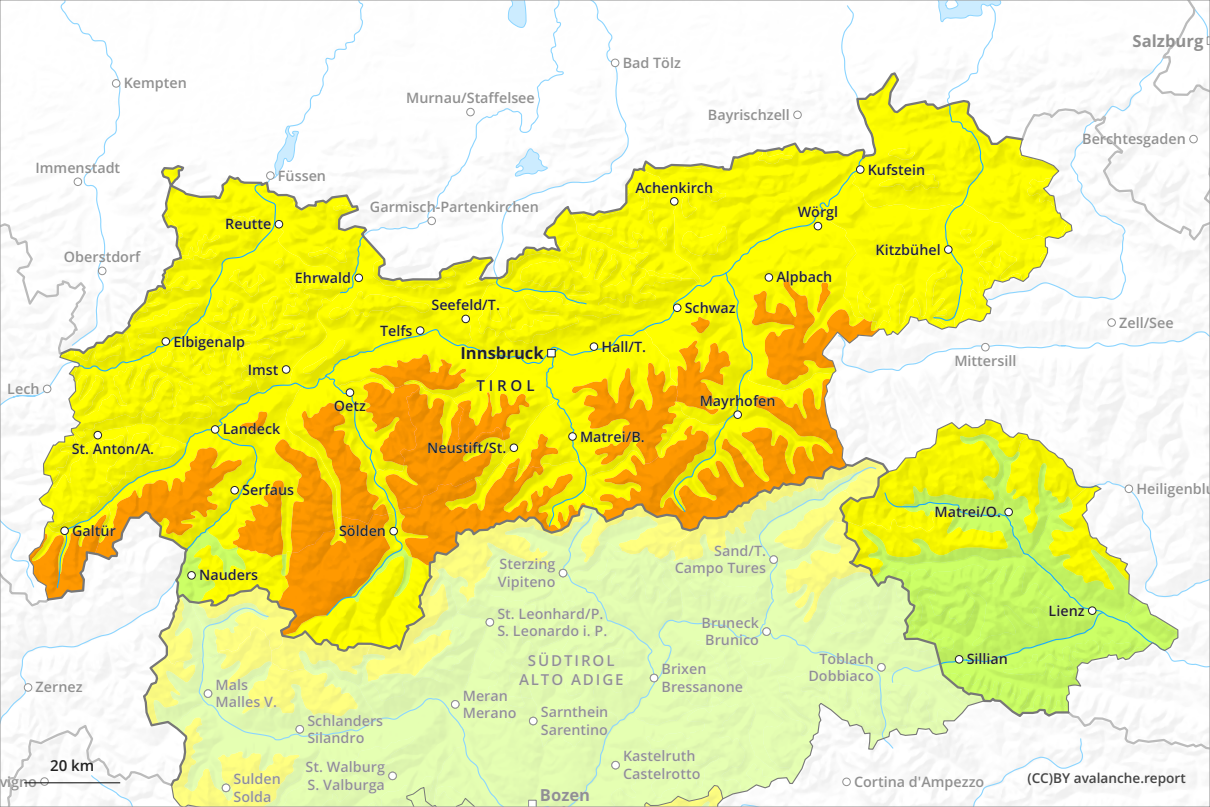 Salzburg
Bad Tölz
Kempten
Murnau/Staffelsee
Bayrischzell
Berchtesgaden
Immenstadt
Füssen
Kufstein
Achenkirch
Garmisch-Partenkirchen
Wörgl
Reutte
Kitzbühel
Oberstdorf
Ehrwald
Alpbach
Seefeld/T.
Schwaz
Telfs
Zell/See
Elbigenalp
Innsbruck
Hall/T.
Mittersill
Imst
TIROL
Lech
Oetz
Mayrhofen
Landeck
Matrei/B.
St. Anton/A.
Neustift/St.
Serfaus
Heiligenblu
Matrei/O.
Galtür
Sölden
Sterzing
Vipiteno
Sand/T.
Campo Tures
Nauders
St. Leonhard/P.
S. Leonardo i. P.
Bruneck
Brunico
Lienz
SÜDTIROL
ALTO ADIGE
Toblach
Dobbiaco
Sillian
Brixen
Bressanone
Zernez
Mals
Malles V.
Meran
Merano
Sarnthein
Sarentino
Schlanders
Silandro
Kastelruth
Castelrotto
St. Walburg
S. Valburga
20 km
vigno
Sulden
Solda
Cortina d'Ampezzo
(CC)BY avalanche.report
Bozen